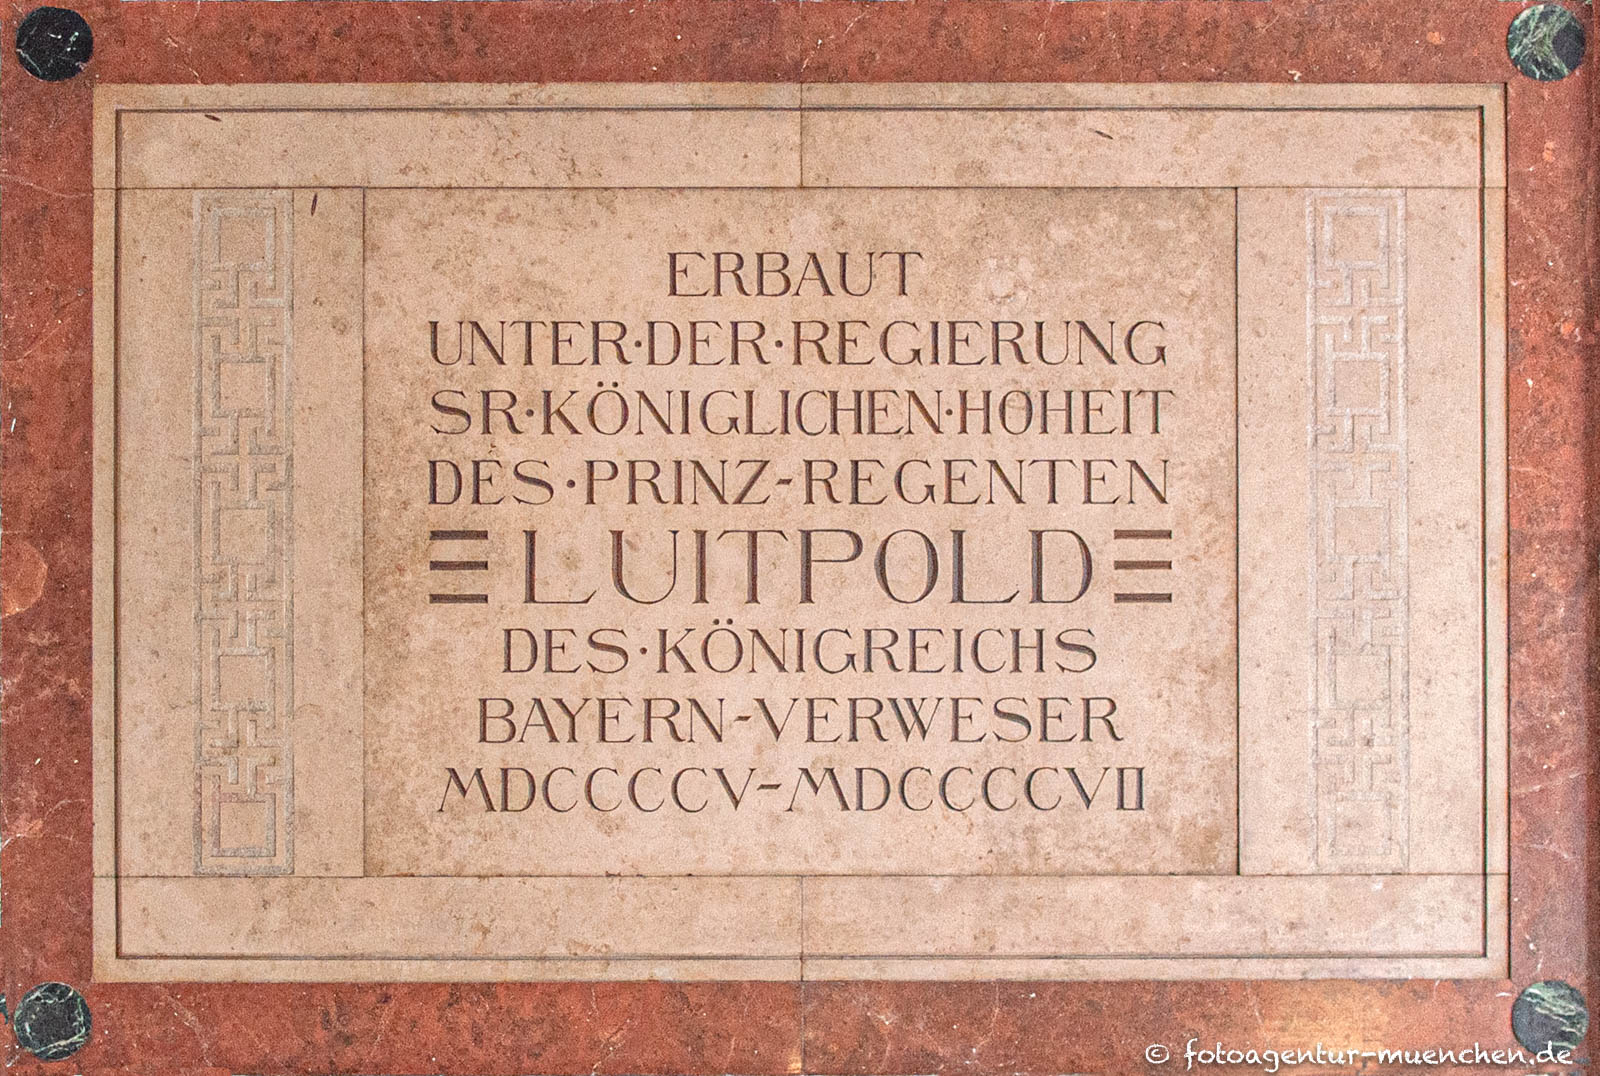 ERBAUT
UNTER·DER·REGIERUNG
SR·KÖNIGLICHEN·HOHEIT
DES·PRINZ-REGENTEN
LUITPOLD
DES·KÖNIGREICHS
BAYERN-VERWESER
MDCCCCV-MDCCCCVII
© fotoagentur-muenchen.de